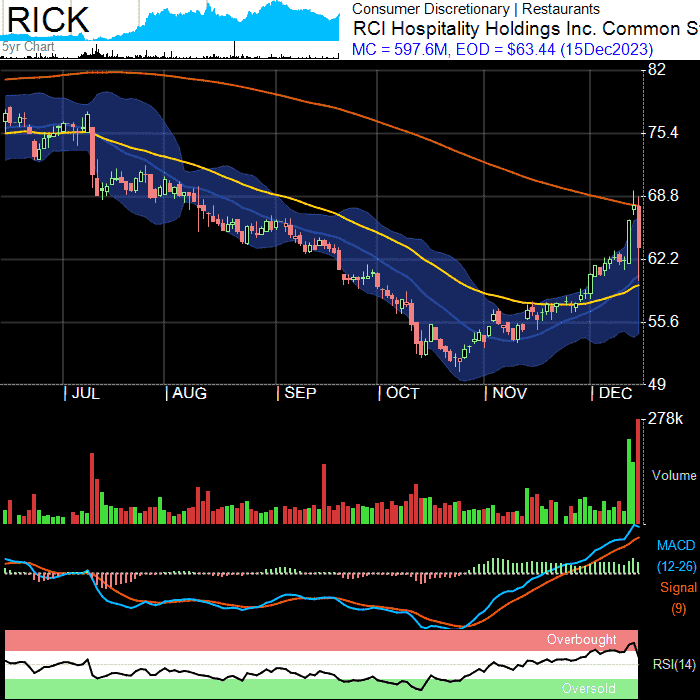 RICK
5yr Chart
Consumer Discretionary | Restaurants
RCI Hospitality Holdings Inc. Common S
MC = 597.6M, EOD = $63.44 (15Dec2023)
82
75.4
68.8
62.2
55.6
49
| JUL | AUG | SEP | OCT | NOV | DEC
278k
Volume
MACD
(12-26)
Signal
(9)
Overbought
RSI(14)
Oversold